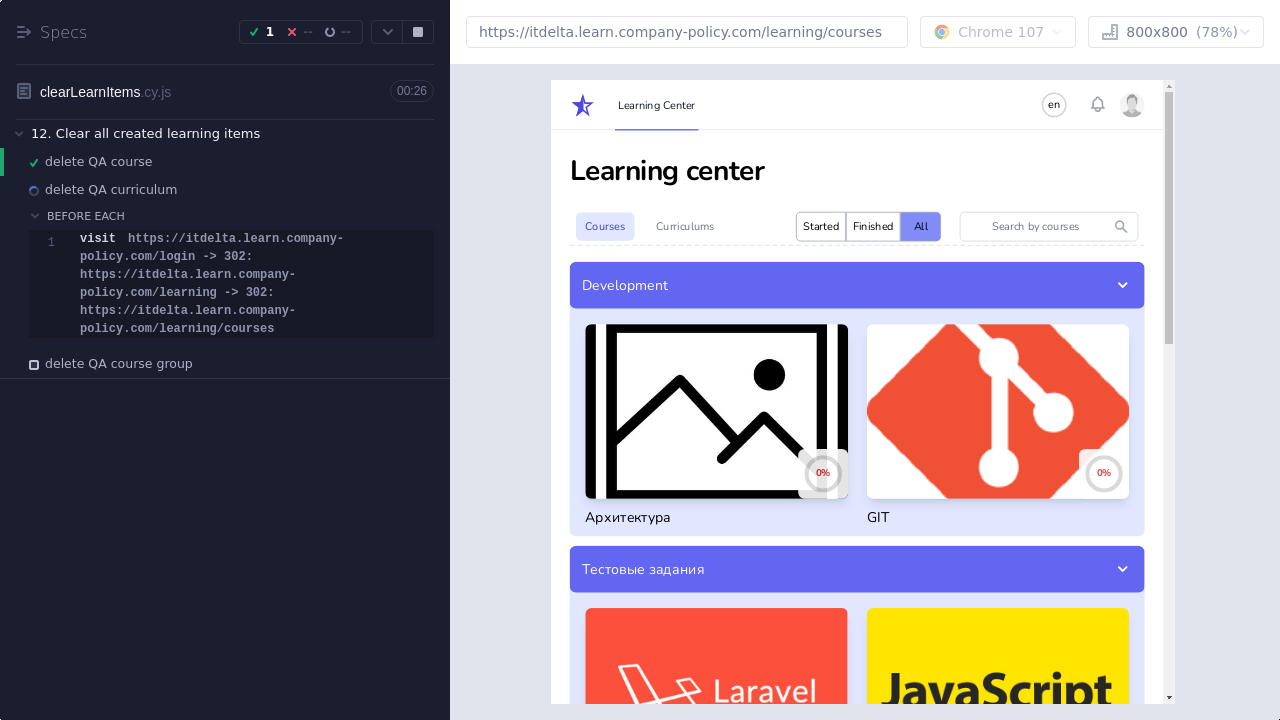 Specs
1
--
--
clearLearnItems.cy.js
00:26
12. Clear all created learning items
delete QA course
delete QA curriculum
BEFORE EACH
1
visit https://itdelta.learn.company-
policy.com/login -> 302:
https://itdelta.learn.company-
policy.com/learning -> 302:
https://itdelta.learn.company-
policy.com/learning/courses
delete QA course group
https://itdelta.learn.company-policy.com/learning/courses
Chrome 107
800x800 (78%)
Learning Center
en
Learning center
Courses
Curriculums
Started
Finished
All
Search by courses
Development
0%
0%
Архитектура
GIT
Тестовые задания
Laravel
JavaScript